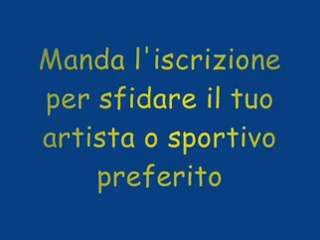 Manda l'iscrizione
per sfidare il tuo
artista o sportivo
preferito